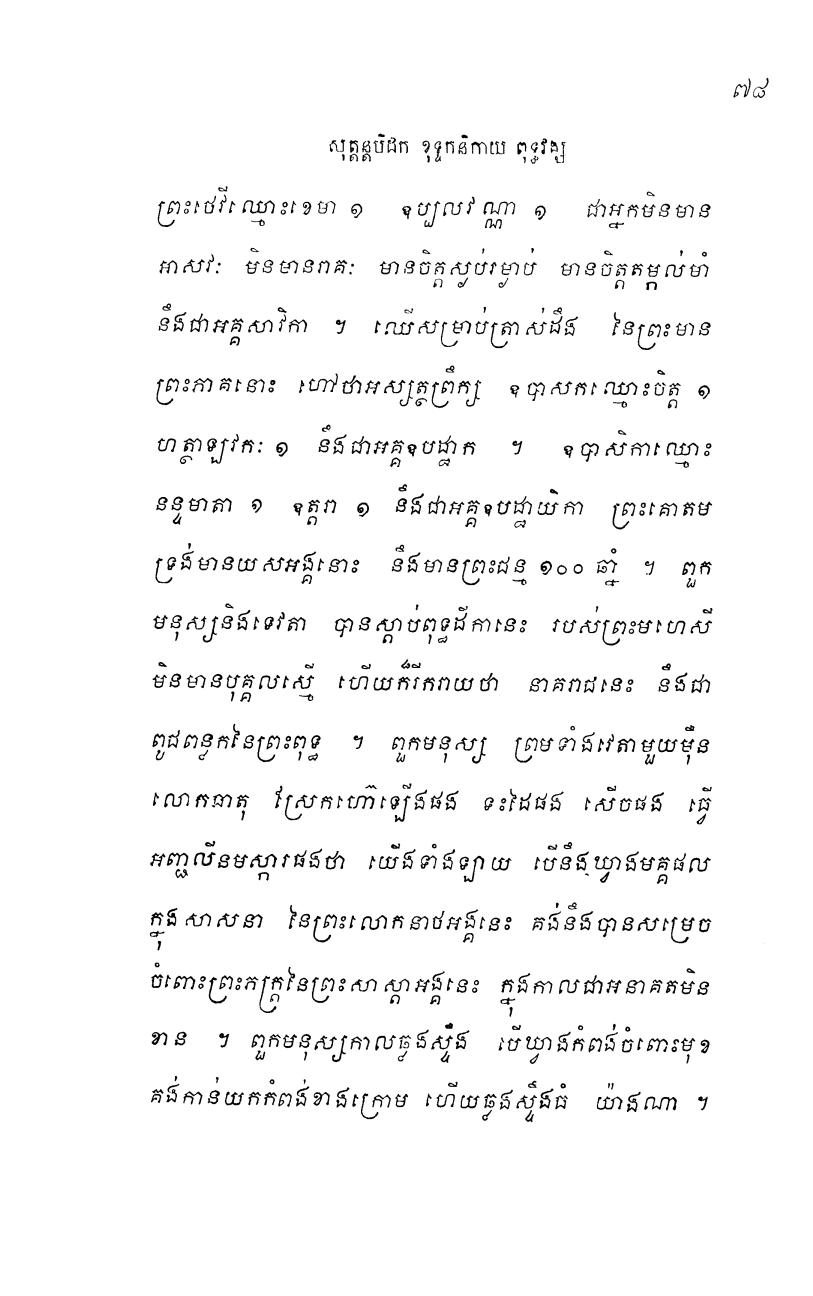 ៧៨
សុត្តន្តបិដក ខុទ្ទកនិកាយ ពុទ្ធវង្ស
ព្រះថេរីឈ្មោះខេមា ១ ឧប្បលវណ្ណា ១ ជាអ្នកមិនមាន
អាសវៈ មិនមានរាគៈ មានចិត្តស្ងប់រម្ងាប់ មានចិត្តតម្កល់មាំ
នឹងជាអគ្គសាវិកា ។ ឈើសម្រាប់ត្រាស់ដឹង នៃព្រះមាន
ព្រះភាគនោះ ហៅថាអស្សត្ថព្រឹក្ស ឧបាសកឈ្មោះចិត្ត ១
ហត្ថាឡវកៈ ១ នឹងជាអគ្គឧបដ្ឋាក ។ ឧបាសិកាឈ្មោះ
នន្ទមាតា ១ ឧត្តរា ១ នឹងជាអគ្គឧបដ្ឋាយិកា ព្រះគោតម
ទ្រង់មានយសអង្គនោះ នឹងមានព្រះជន្ម ១០០ ឆ្នាំ ។ ពួក
មនុស្សនិងទេវតា បានស្តាប់ពុទ្ធដីកានេះ របស់ព្រះមហេសី
មិនមានបុគ្គលស្មើ ហើយក៏រីករាយថា នាគរាជនេះ នឹងជា
ពូជពន្លកនៃព្រះពុទ្ធ ។ ពួកមនុស្ស ព្រមទាំងទេវតាមួយម៉ឺន
លោកធាតុ ស្រែកហ៊ោឡើងផង ទះដៃផង សើចផង ធ្វើ
អញ្ជលីនមស្ការផងថា យើងទាំងឡាយ បើនឹងឃ្វាងមគ្គផល
ក្នុងសាសនា នៃព្រះលោកនាថអង្គនេះ គង់នឹងបានសម្រេច
ចំពោះព្រះភក្ត្រនៃព្រះសាស្តាអង្គនេះ ក្នុងកាលជាអនាគតមិន
ខាន ។ ពួកមនុស្សកាលឆ្លងស្ទឹង បើឃ្វាងកំពង់ចំពោះមុខ
គង់កាន់យកកំពង់ខាងក្រោម ហើយឆ្លងស្ទឹងធំ យ៉ាងណា ។